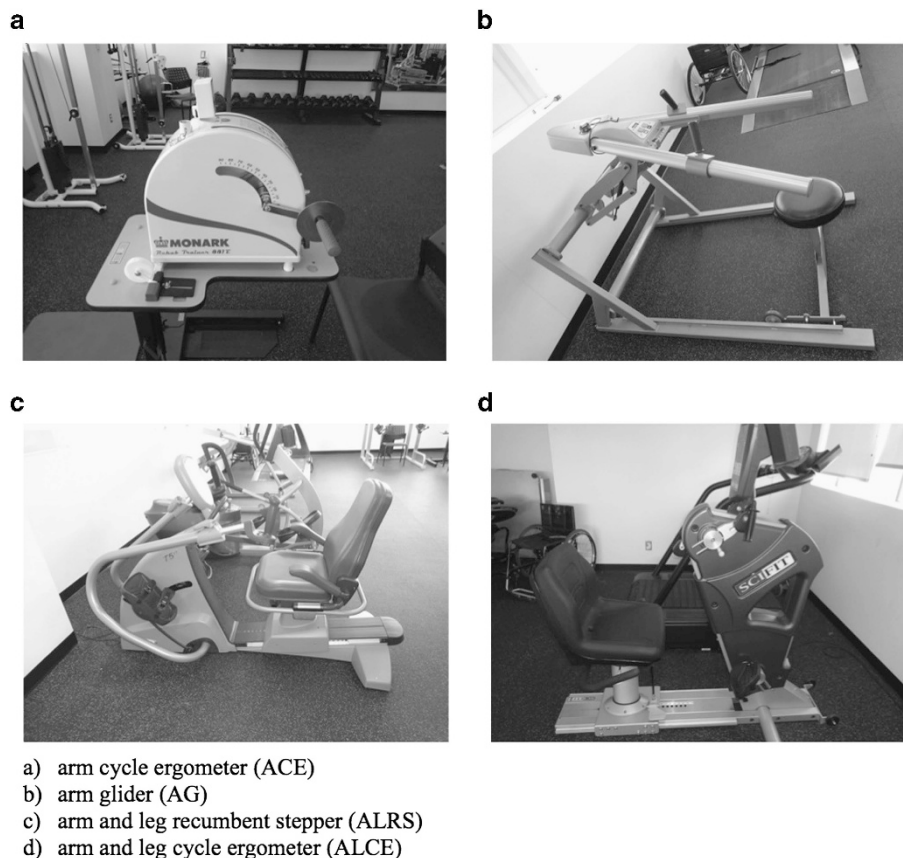 a
b
MONARK
c
d
SCIFIT
a) arm cycle ergometer (ACE)
b) arm glider (AG)
c) arm and leg recumbent stepper (ALRS)
d) arm and leg cycle ergometer (ALCE)